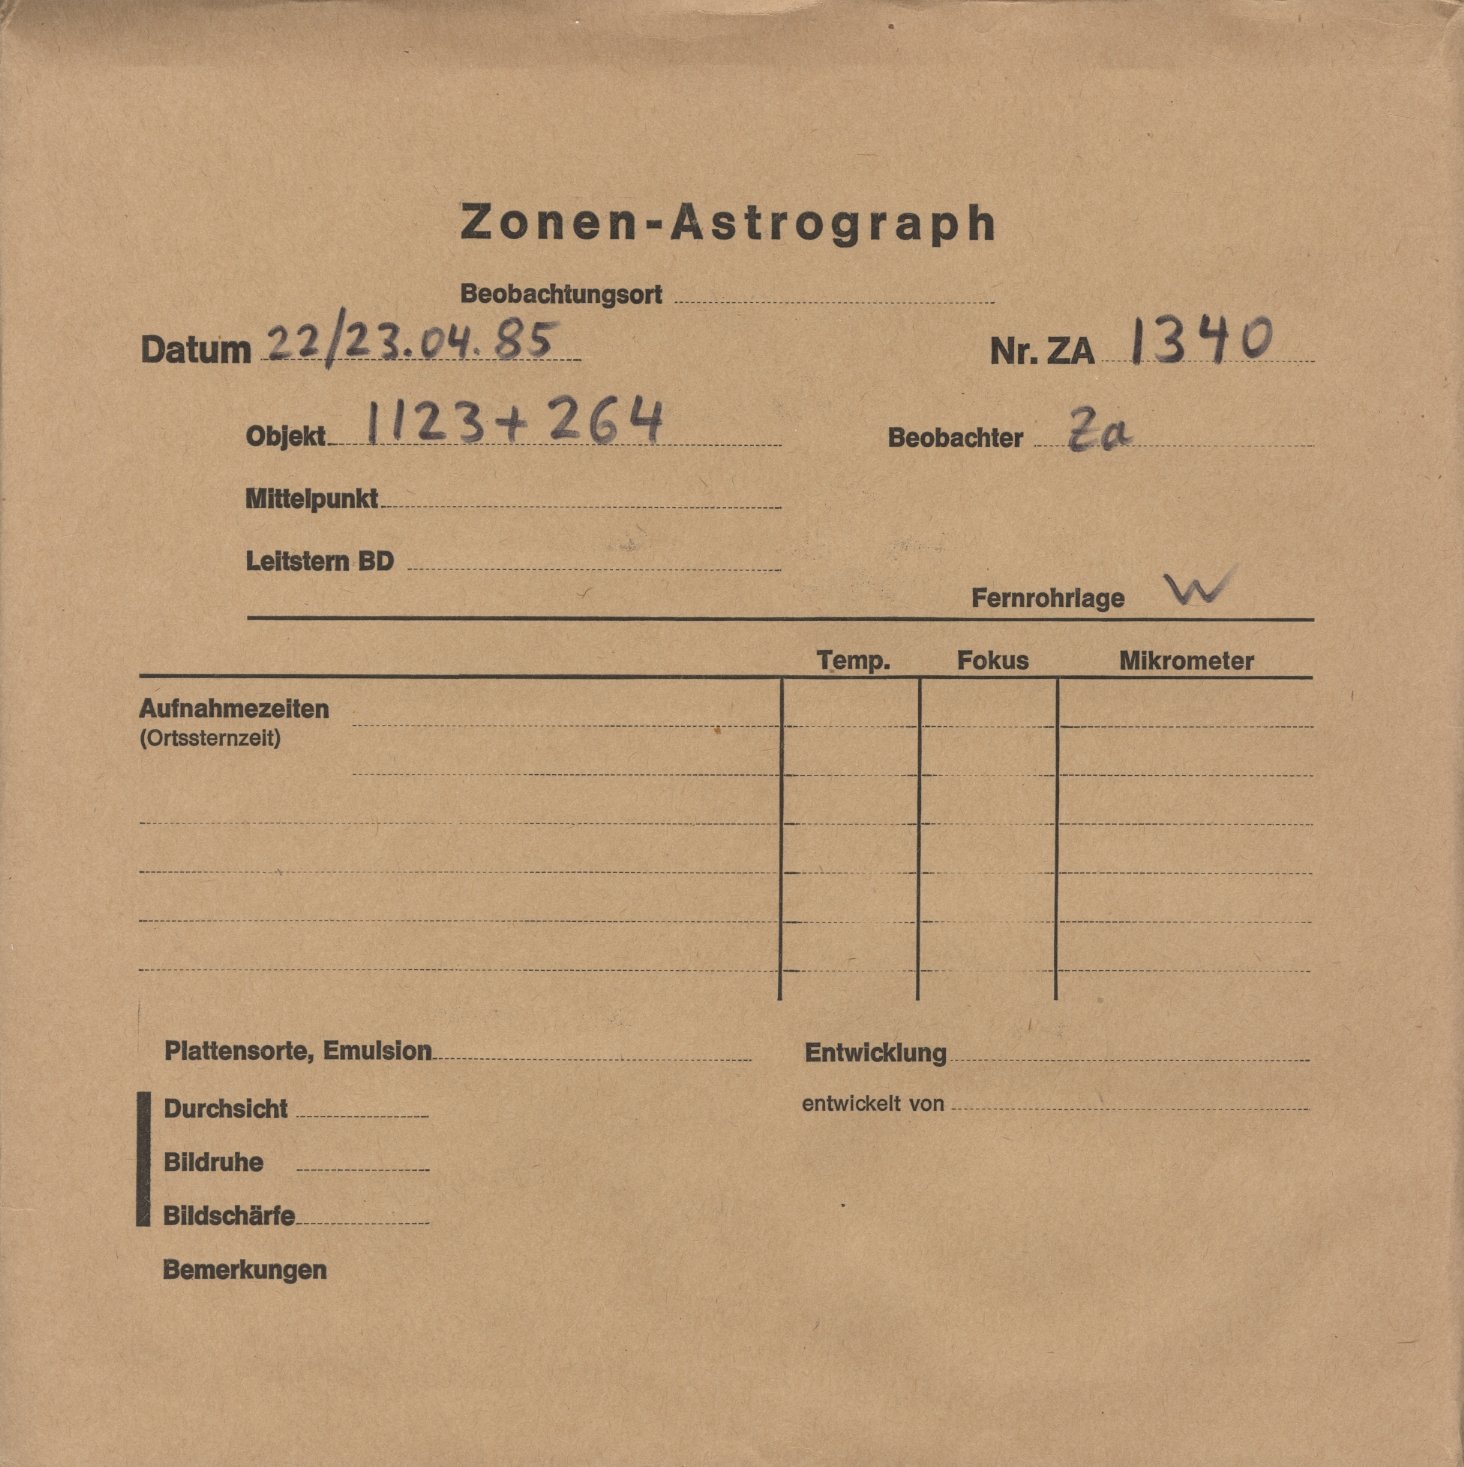 Zonen-Astrograph
Beobachtungsort
Datum 22/23.04.85
Nr. ZA 1340
Objekt 1123+264
Beobachter Za
Mittelpunkt
Leitstern BD
Fernrohrlage W
Temp. Fokus Mikrometer
Aufnahmezeiten
(Ortssternzeit)
Plattensorte, Emulsion
Entwicklung
Durchsicht
entwickelt von
Bildruhe
Bildschärfe
Bemerkungen